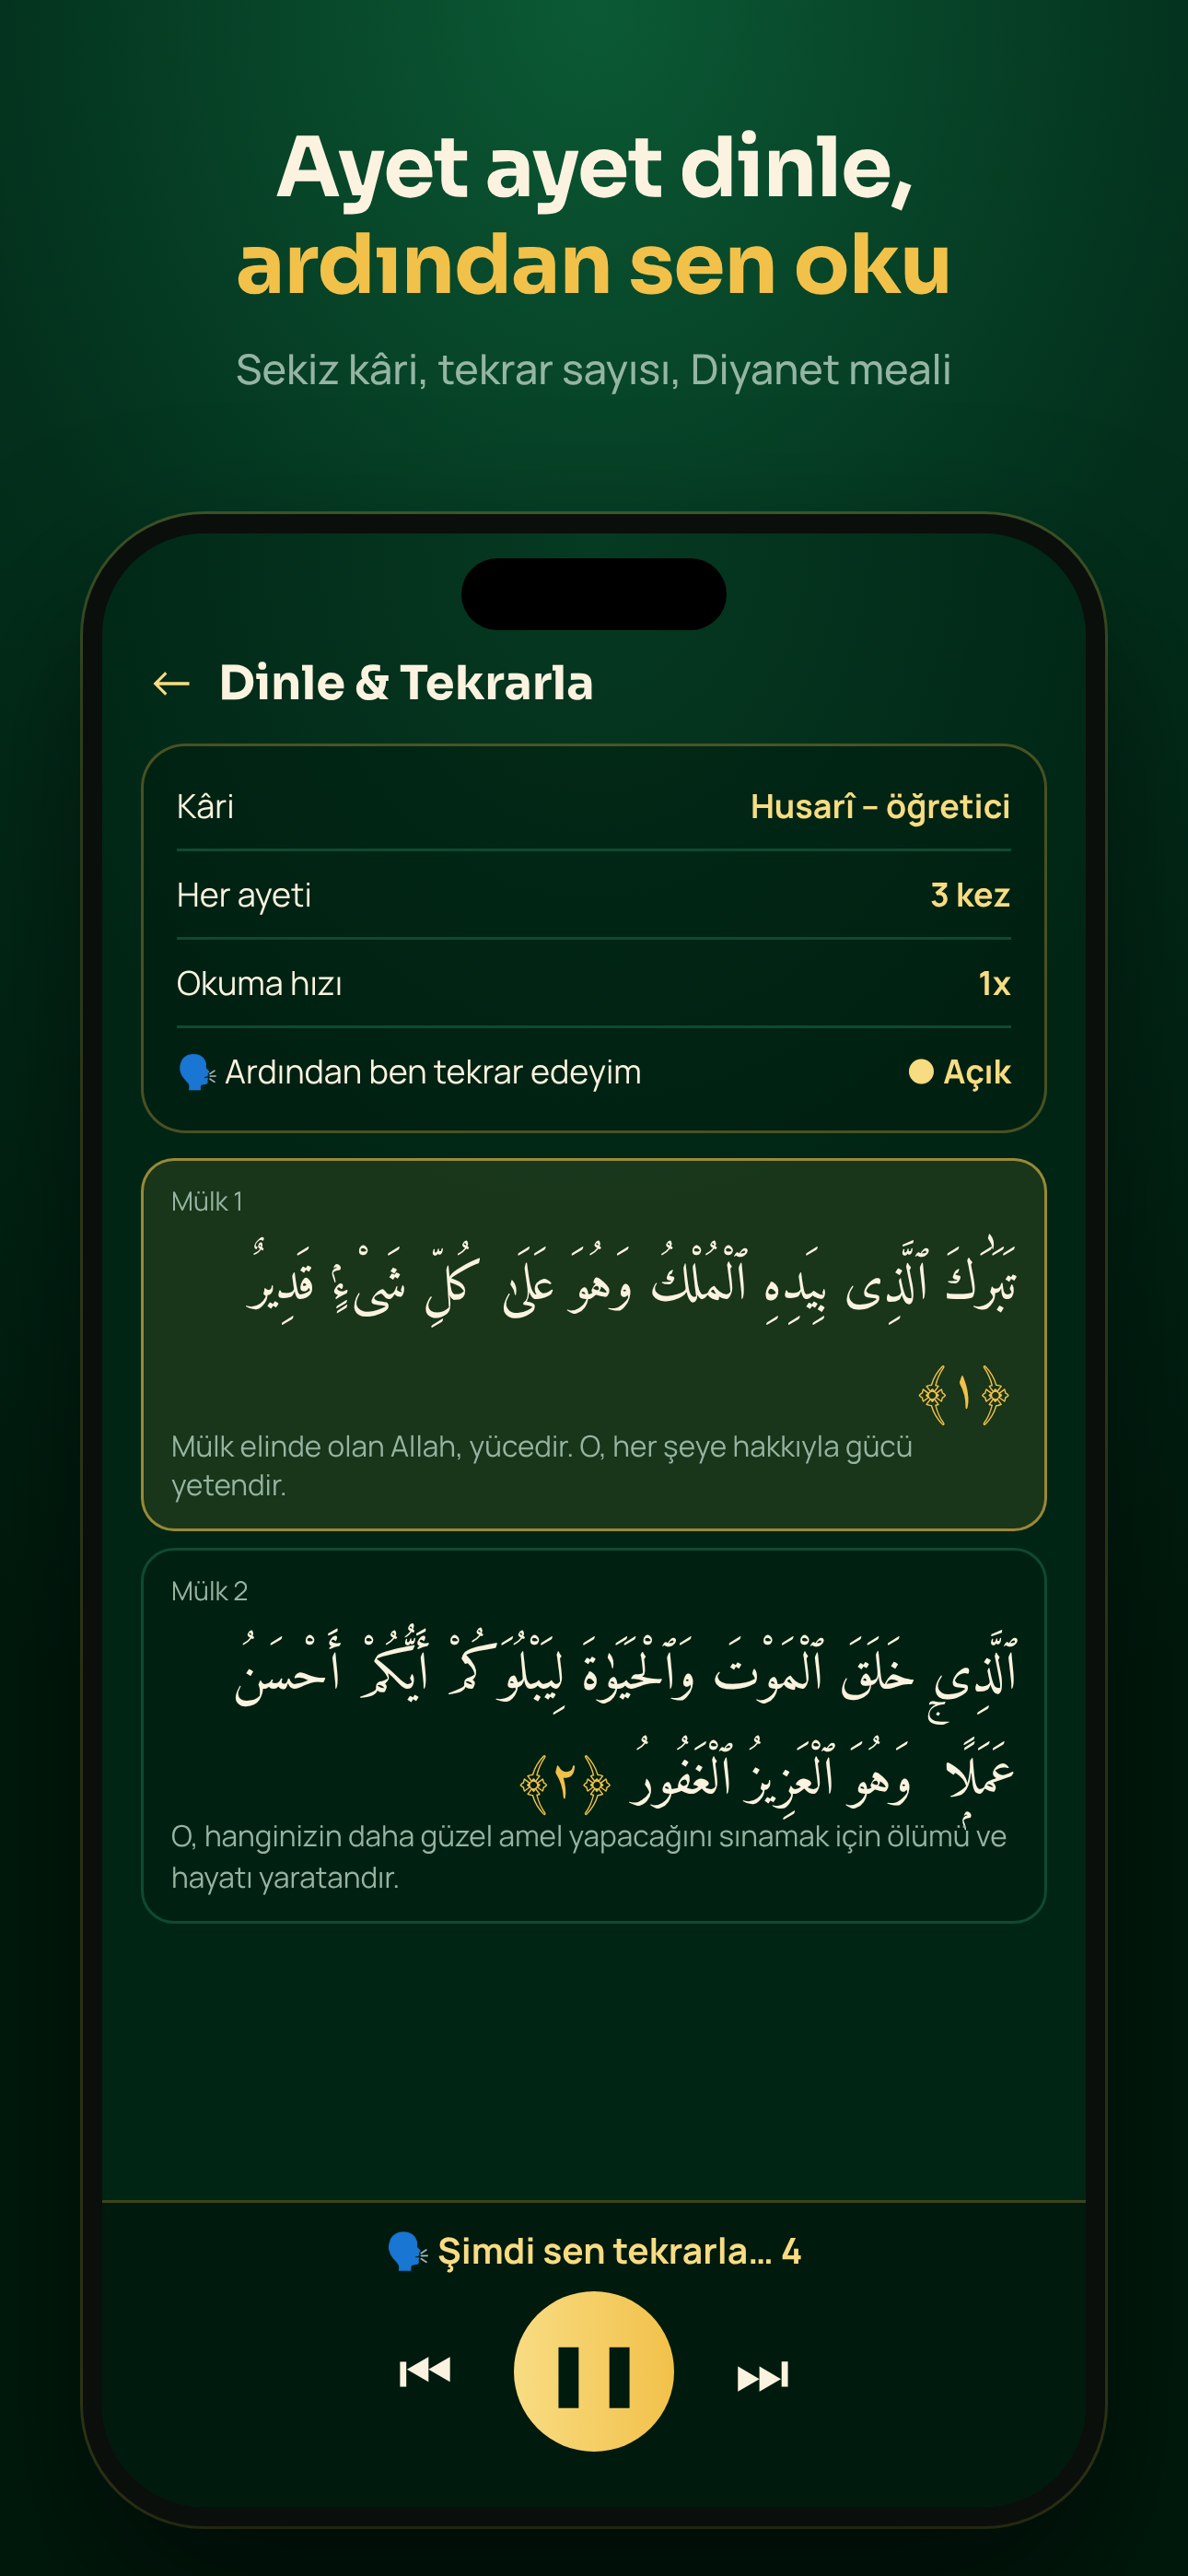 Ayet ayet dinle,
ardından sen oku
Sekiz kâri, tekrar sayısı, Diyanet meali
← Dinle & Tekrarla
Kâri Husarî – öğretici
Her ayeti 3 kez
Okuma hızı 1x
🗣 Ardından ben tekrar edeyim ● Açık
Mülk 1
تَبَٰرَكَ ٱلَّذِى بِيَدِهِ ٱلْمُلْكُ وَهُوَ عَلَىٰ كُلِّ شَىْءٍۢ قَدِيرٌ
﴿١﴾
Mülk elinde olan Allah, yücedir. O, her şeye hakkıyla gücü
yetendir.
Mülk 2
ٱلَّذِي خَلَقَ ٱلْمَوْتَ وَٱلْحَيَوٰةَ لِيَبْلُوَكُمْ أَيُّكُمْ أَحْسَنُ
عَمَلًۭا ۚ وَهُوَ ٱلْعَزِيزُ ٱلْغَفُورُ ﴿٢﴾
O, hanginizin daha güzel amel yapacağını sınamak için ölümü ve
hayatı yaratandır.
🗣 Şimdi sen tekrarla… 4